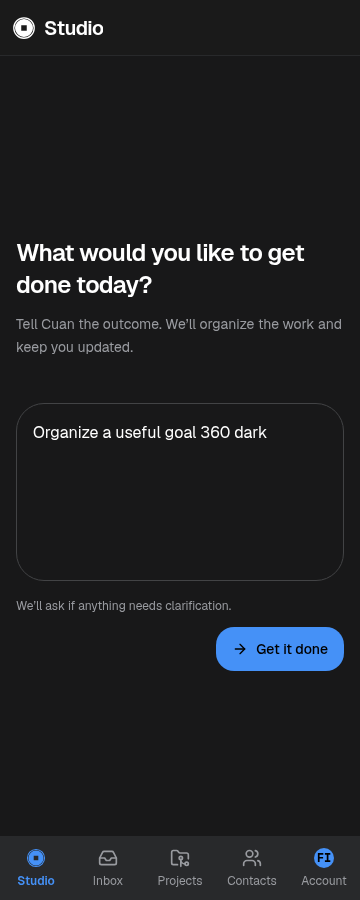 Studio
What would you like to get
done today?
Tell Cuan the outcome. We’ll organize the work and
keep you updated.
Organize a useful goal 360 dark
We’ll ask if anything needs clarification.
Get it done
FI
Studio
Inbox
Projects
Contacts
Account